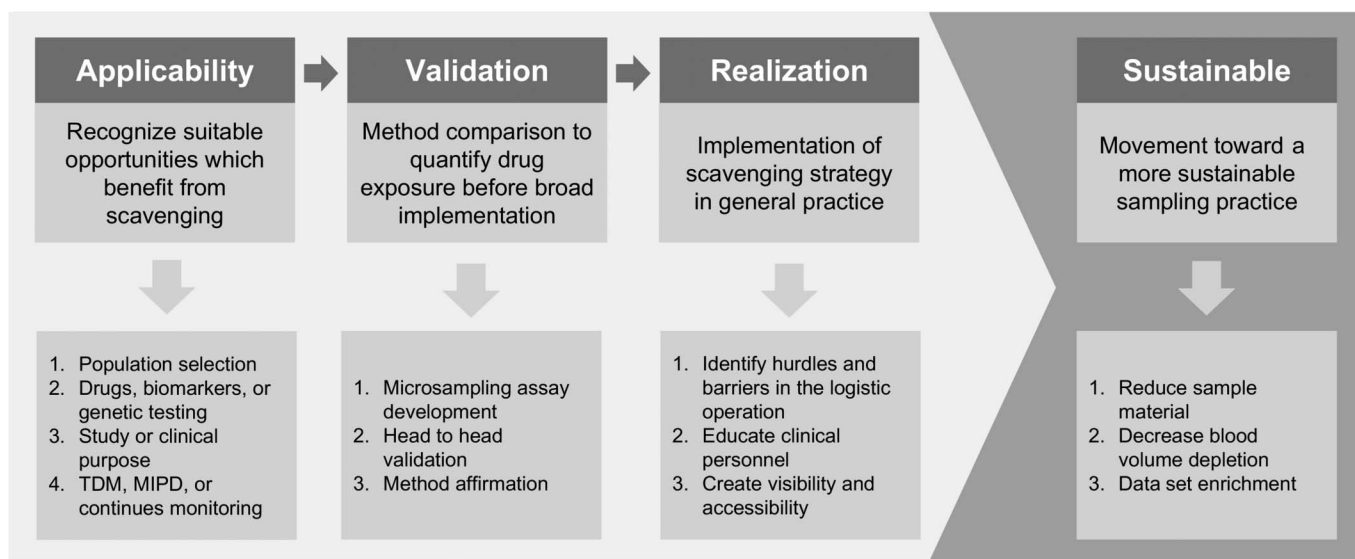 Applicability
Recognize suitable
opportunities which
benefit from
scavenging
1. Population selection
2. Drugs, biomarkers, or
genetic testing
3. Study or clinical
purpose
4. TDM, MIPD, or
continues monitoring
Validation
Method comparison to
quantify drug
exposure before broad
implementation
1. Microsampling assay
development
2. Head to head
validation
3. Method affirmation
Realization
Implementation of
scavenging strategy
in general practice
1. Identify hurdles and
barriers in the logistic
operation
2. Educate clinical
personnel
3. Create visibility and
accessibility
Sustainable
Movement toward a
more sustainable
sampling practice
1. Reduce sample
material
2. Decrease blood
volume depletion
3. Data set enrichment